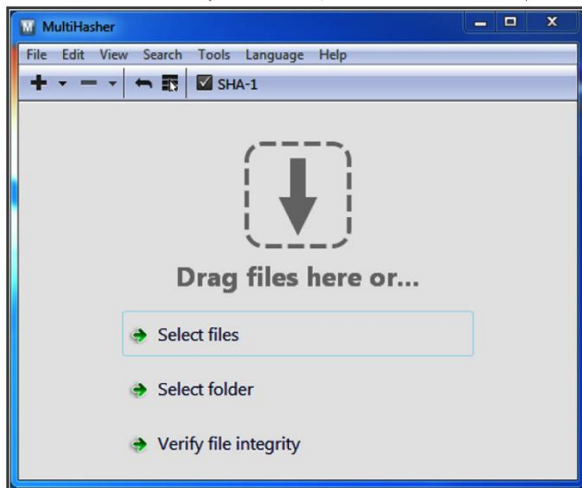 MultiHasher
File Edit View Search Tools Language Help
SHA-1
Drag files here or...
Select files
Select folder
Verify file integrity